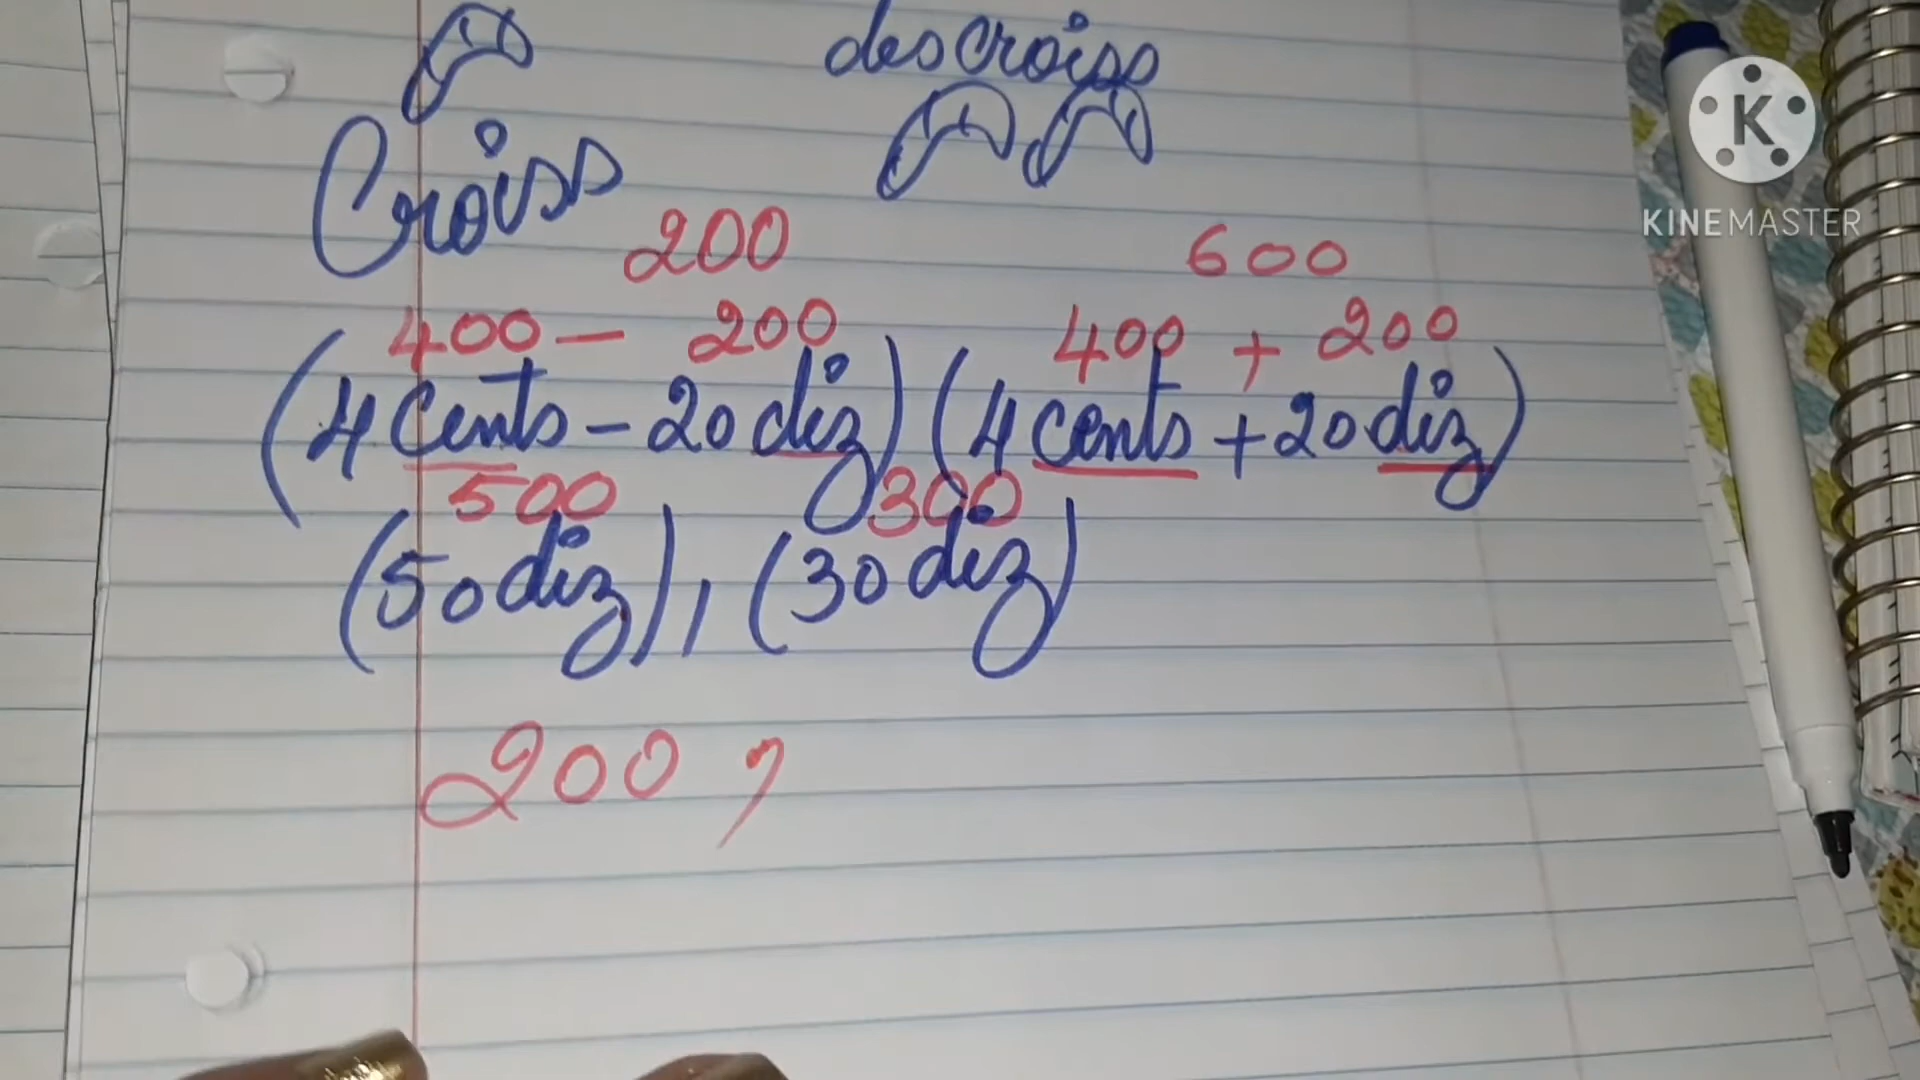 des croiss
Croiss
200 600
400 - 200 400 + 200
(4 cents - 20 diz) (4 cents + 20 diz)
500 300
(50 diz), (30 diz)
200 ,
K
KINEMASTER